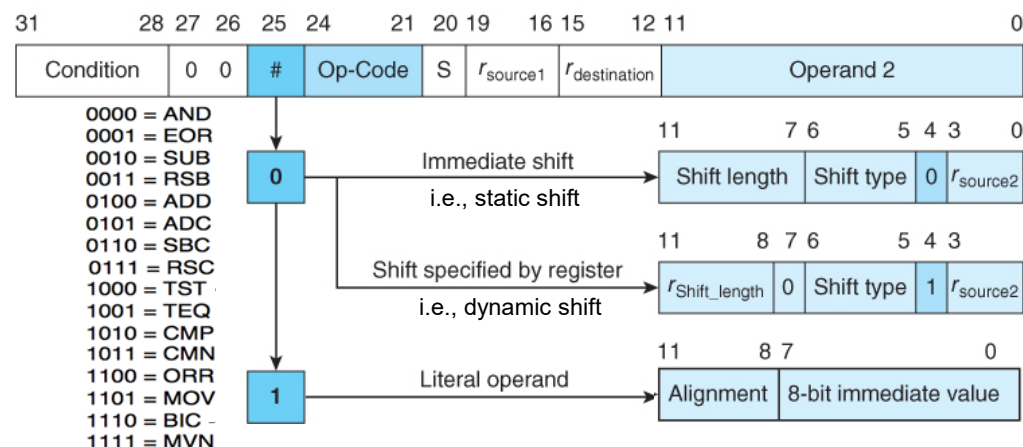 31 28 27 26 25 24 21 20 19 16 15 12 11 0
Condition 0 0 # Op-Code S rsource1 rdestination Operand 2
0000 = AND
0001 = EOR
0010 = SUB
0011 = RSB
0100 = ADD
0101 = ADC
0110 = SBC
0111 = RSC
1000 = TST
1001 = TEQ
1010 = CMP
1011 = CMN
1100 = ORR
1101 = MOV
1110 = BIC
1111 = MVN
0
Immediate shift
i.e., static shift
11 7 6 5 4 3 0
Shift length Shift type 0 rsource2
Shift specified by register
i.e., dynamic shift
11 8 7 6 5 4 3
rShift_length 0 Shift type 1 rsource2
1
Literal operand
11 8 7 0
Alignment 8-bit immediate value